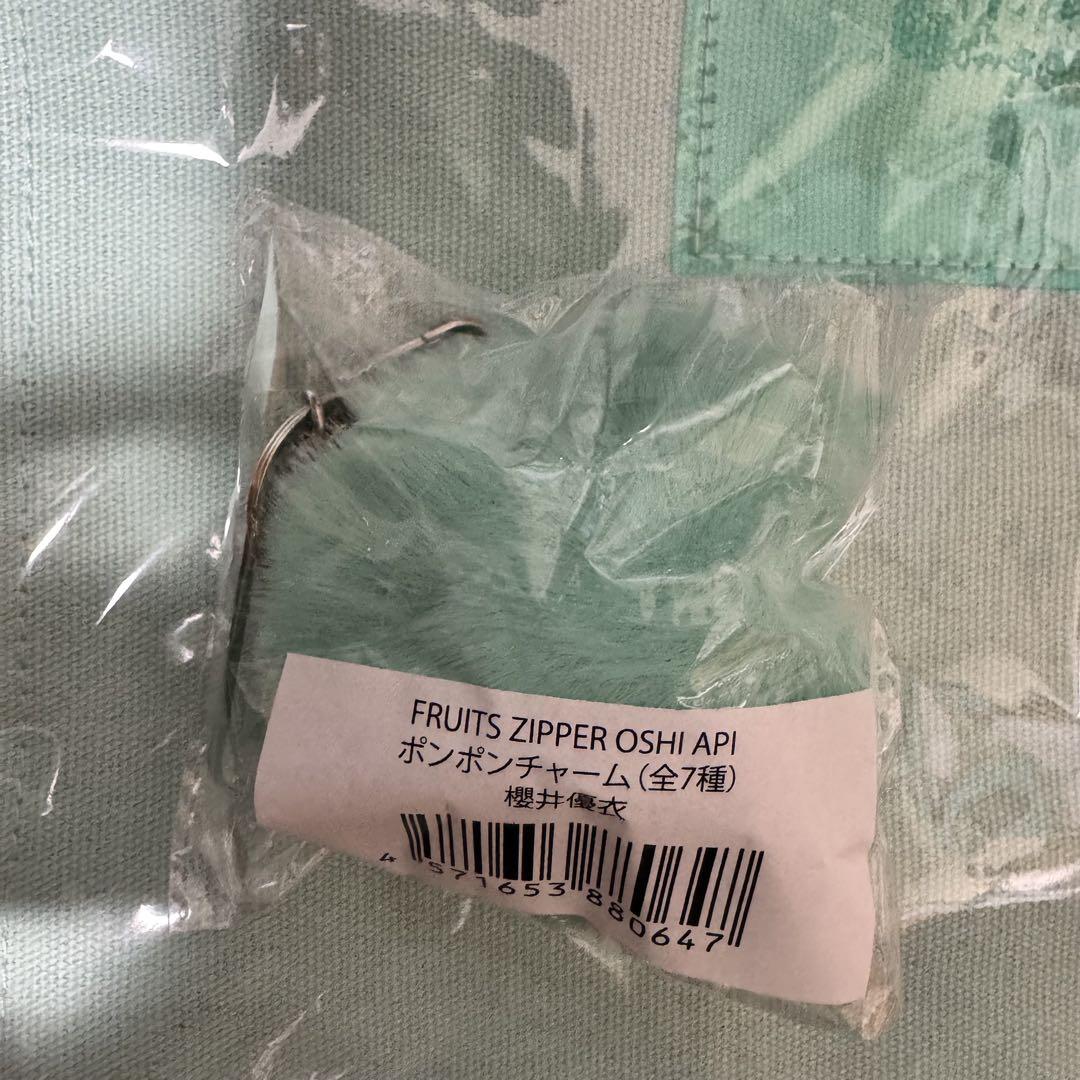 FRUITS ZIPPER OSHI API
ポンポンチャーム（全7種）
櫻井優衣
4 571653 880647